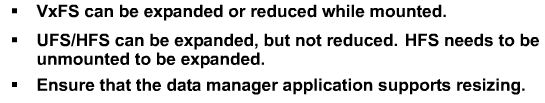 ▪ VxFS can be expanded or reduced while mounted.
▪ UFS/HFS can be expanded, but not reduced. HFS needs to be
unmounted to be expanded.
▪ Ensure that the data manager application supports resizing.